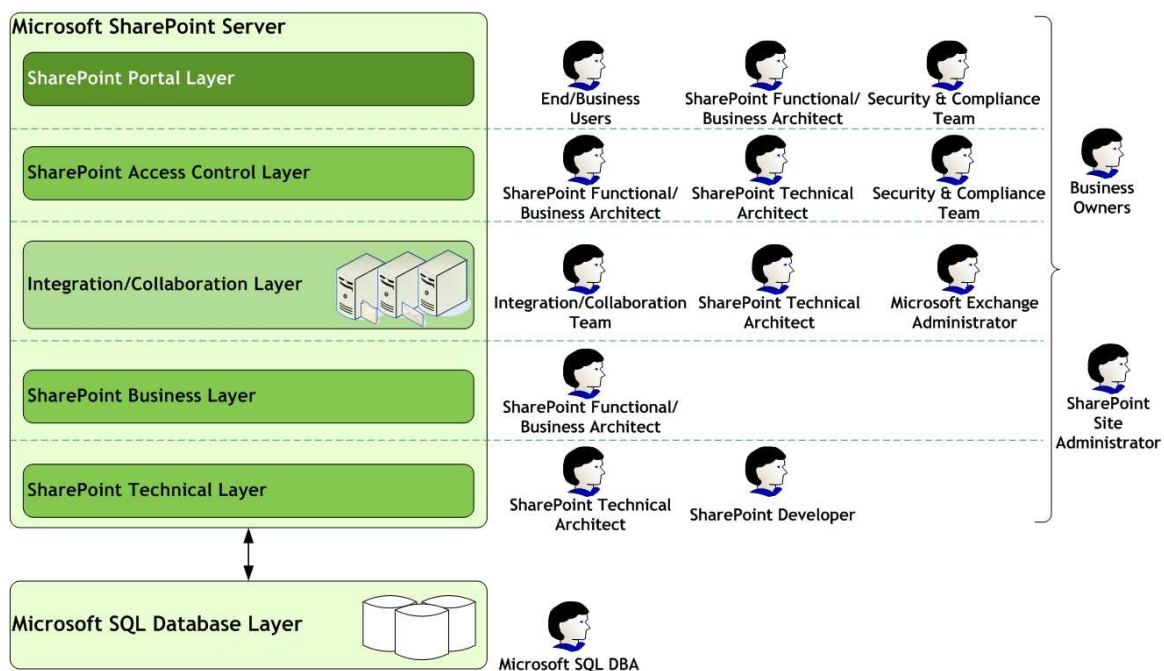 Microsoft SharePoint Server
SharePoint Portal Layer
End/Business
Users
SharePoint Functional/
Business Architect
Security & Compliance
Team
SharePoint Access Control Layer
SharePoint Functional/
Business Architect
SharePoint Technical
Architect
Security & Compliance
Team
Business
Owners
Integration/Collaboration Layer
Integration/Collaboration
Team
SharePoint Technical
Architect
Microsoft Exchange
Administrator
SharePoint Business Layer
SharePoint Functional/
Business Architect
SharePoint
Site
Administrator
SharePoint Technical Layer
SharePoint Technical
Architect
SharePoint Developer
Microsoft SQL Database Layer
Microsoft SQL DBA